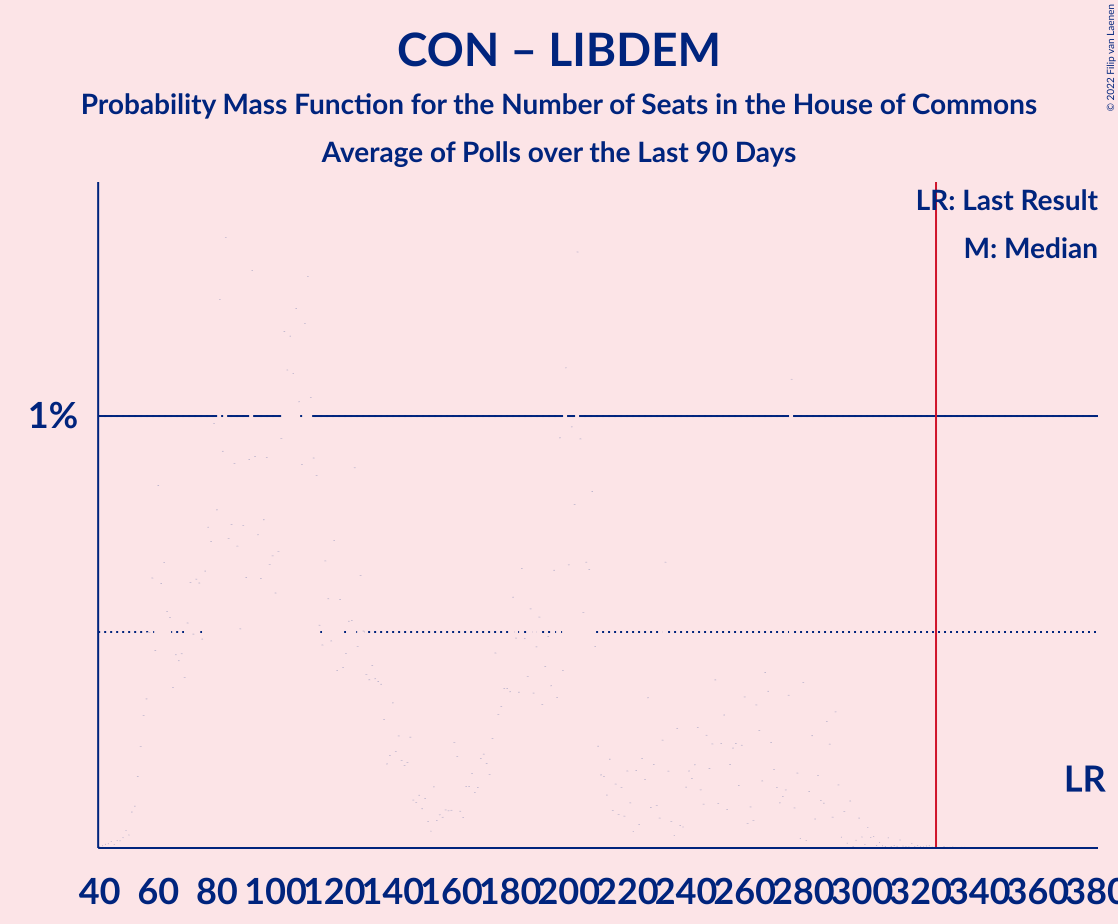 CON – LIBDEM
Probability Mass Function for the Number of Seats in the House of Commons
Average of Polls over the Last 90 Days
© 2022 Filip van Laenen
LR: Last Result
M: Median
1%
LR
40 60 80 100 120 140 160 180 200 220 240 260 280 300 320 340 360 380